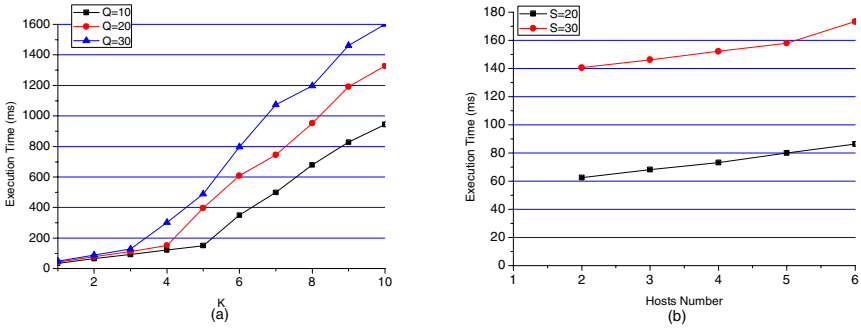 Q=10
Q=20
Q=30
1600
1400
1200
1000
800
600
400
200
0
Execution Time (ms)
2
4
6
8
10
K
(a)
S=20
S=30
180
160
140
120
100
80
60
40
20
0
Execution Time (ms)
1
2
3
4
5
6
Hosts Number
(b)